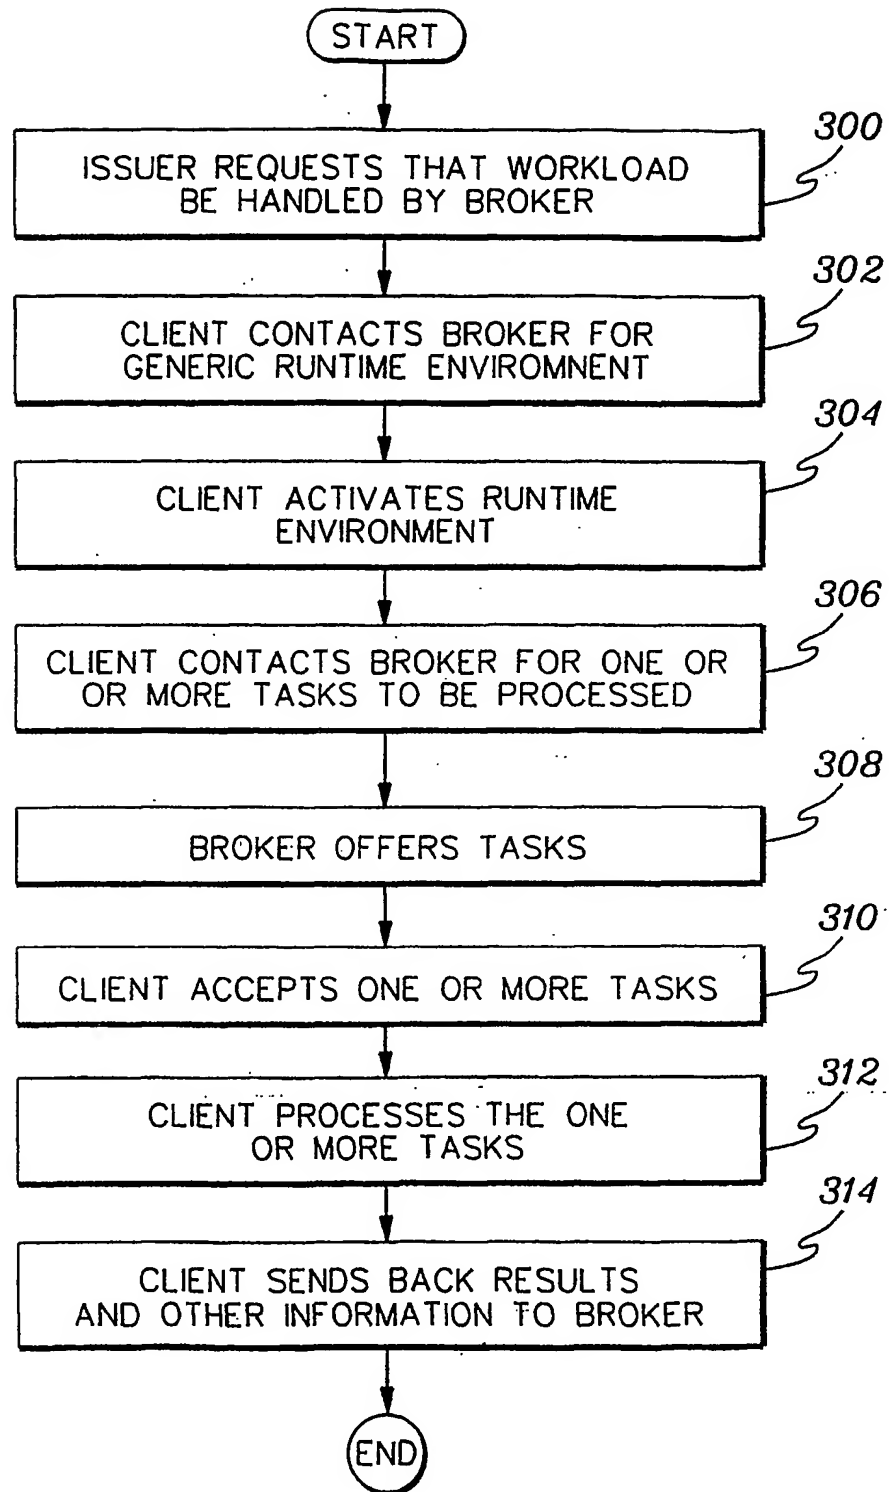 START
300
ISSUER REQUESTS THAT WORKLOAD
BE HANDLED BY BROKER
302
CLIENT CONTACTS BROKER FOR
GENERIC RUNTIME ENVIROMNENT
304
CLIENT ACTIVATES RUNTIME
ENVIRONMENT
306
CLIENT CONTACTS BROKER FOR ONE OR
OR MORE TASKS TO BE PROCESSED
308
BROKER OFFERS TASKS
310
CLIENT ACCEPTS ONE OR MORE TASKS
312
CLIENT PROCESSES THE ONE
OR MORE TASKS
314
CLIENT SENDS BACK RESULTS
AND OTHER INFORMATION TO BROKER
END